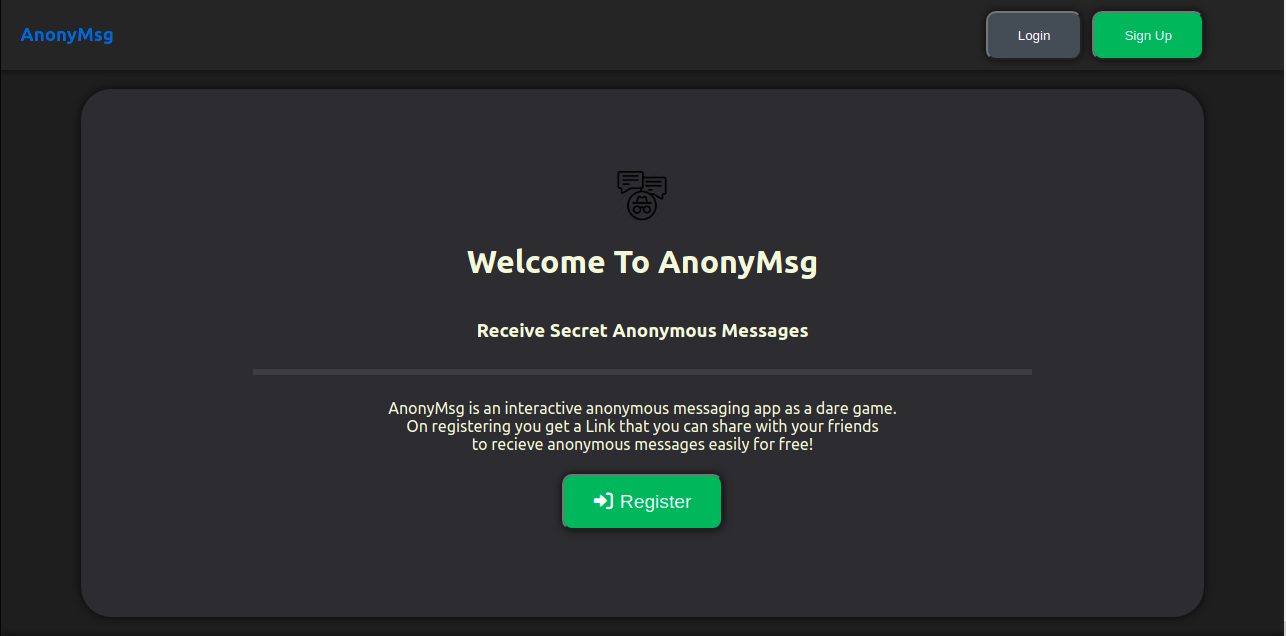 AnonyMsg
Login
Sign Up
Welcome To AnonyMsg
Receive Secret Anonymous Messages
AnonyMsg is an interactive anonymous messaging app as a dare game.
On registering you get a Link that you can share with your friends
to recieve anonymous messages easily for free!
Register